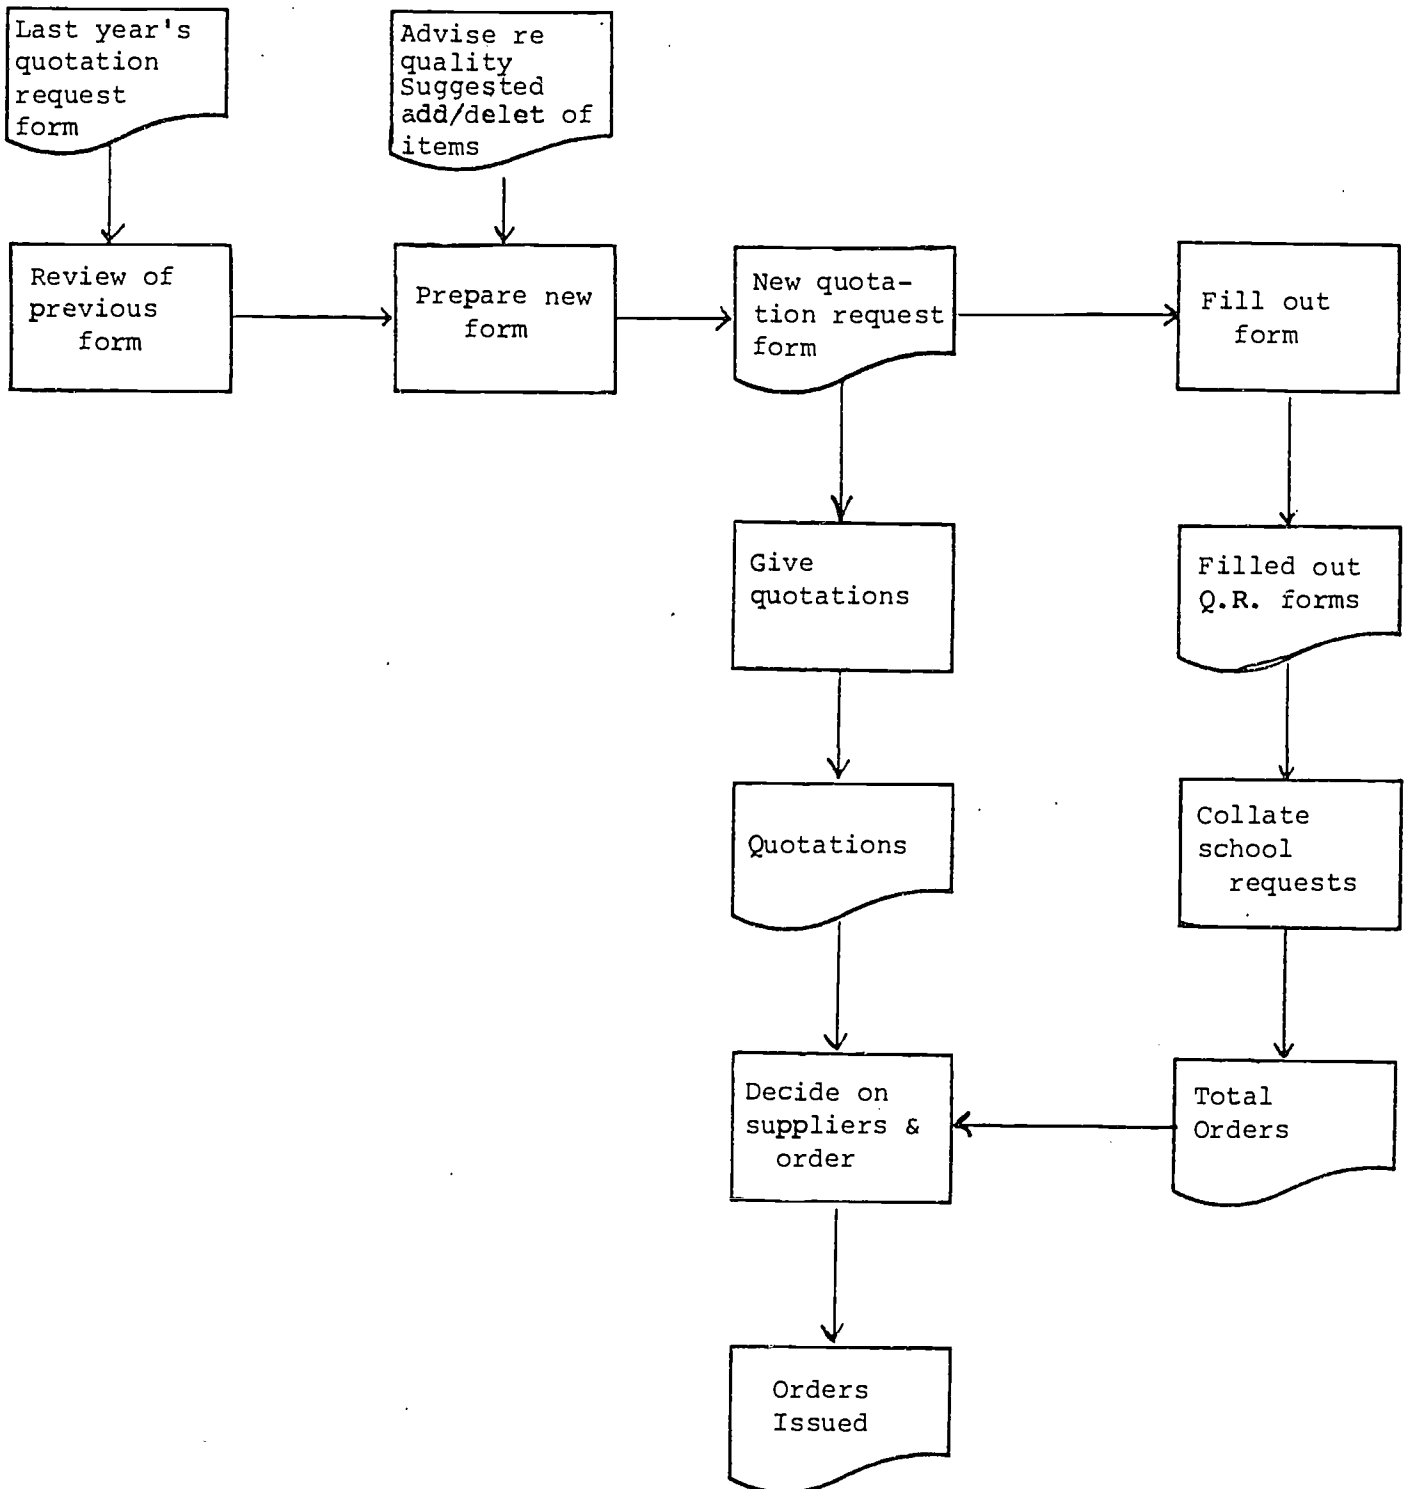 Last year's
quotation
request
form
Advise re
quality
Suggested
add/delet of
items
Review of
previous
form
Prepare new
form
New quota-
tion request
form
Fill out
form
Give
quotations
Filled out
Q.R. forms
Quotations
Collate
school
requests
Decide on
suppliers &
order
Total
Orders
Orders
Issued